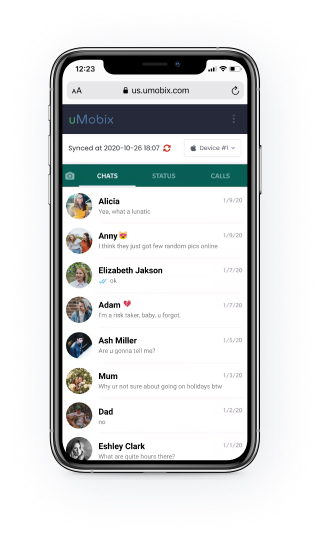 12:23
AA us.umobix.com
uMobix
Synced at 2020-10-26 18:07 Device #1
CHATS STATUS CALLS
Alicia 1/9/20
Yea, what a lunatic
Anny 😻 1/9/20
I think they just got few random pics online
Elizabeth Jakson 1/7/20
ok
Adam 💔 1/7/20
I'm a risk taker, baby, u forgot.
Ash Miller 1/5/20
Are u gonna tell me?
Mum 1/3/20
Why ur not sure about going on holidays btw
Dad 1/2/20
no
Eshley Clark 1/1/20
What are quite hours there?